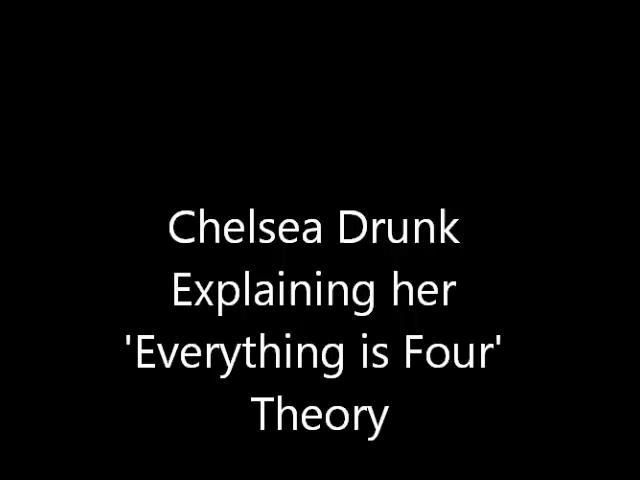 Chelsea Drunk
Explaining her
'Everything is Four'
Theory